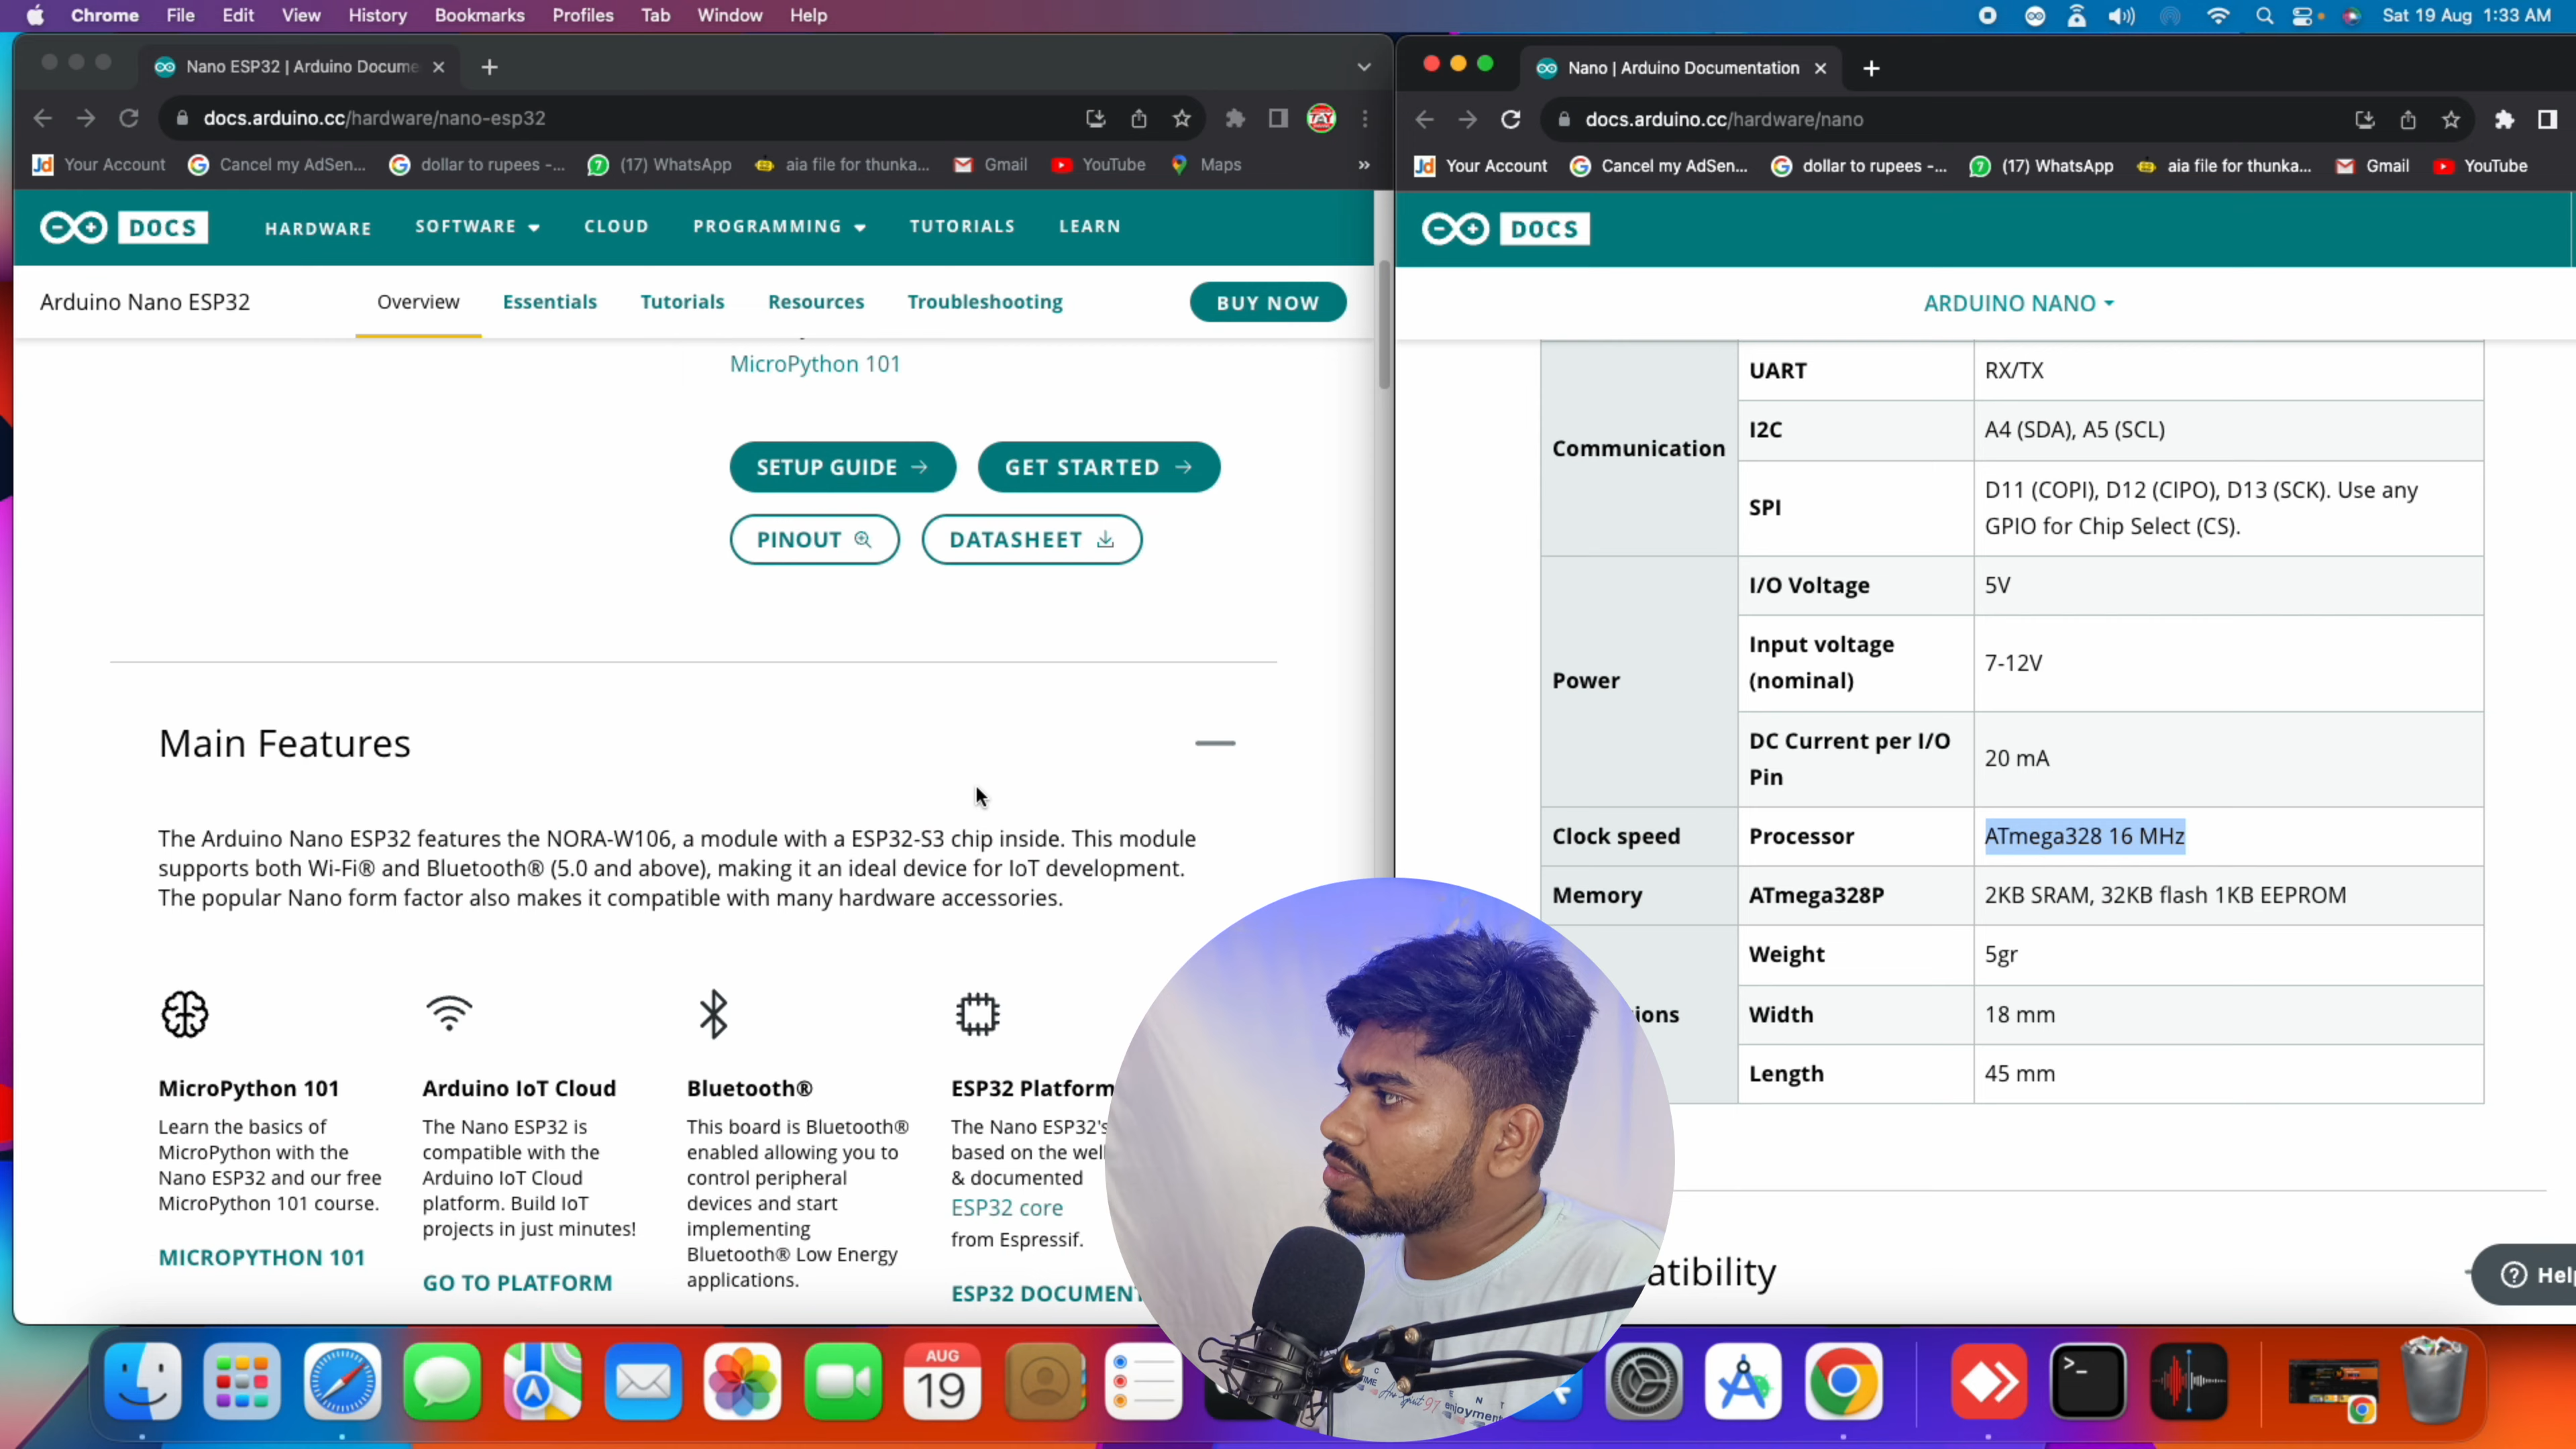 Chrome File Edit View History Bookmarks Profiles Tab Window Help
Sat 19 Aug 1:33 AM
Nano ESP32 | Arduino Docume
docs.arduino.cc/hardware/nano-esp32
Your Account
Cancel my AdSen...
dollar to rupees -...
(17) WhatsApp
aia file for thunka...
Gmail
YouTube
Maps
»
DOCS
HARDWARE SOFTWARE CLOUD PROGRAMMING TUTORIALS LEARN
Arduino Nano ESP32
Overview Essentials Tutorials Resources Troubleshooting
BUY NOW
MicroPython 101
SETUP GUIDE → GET STARTED →
PINOUT DATASHEET
Main Features
The Arduino Nano ESP32 features the NORA-W106, a module with a ESP32-S3 chip inside. This module
supports both Wi-Fi® and Bluetooth® (5.0 and above), making it an ideal device for IoT development.
The popular Nano form factor also makes it compatible with many hardware accessories.
MicroPython 101
Learn the basics of
MicroPython with the
Nano ESP32 and our free
MicroPython 101 course.
MICROPYTHON 101
Arduino IoT Cloud
The Nano ESP32 is
compatible with the
Arduino IoT Cloud
platform. Build IoT
projects in just minutes!
GO TO PLATFORM
Bluetooth®
This board is Bluetooth®
enabled allowing you to
control peripheral
devices and start
implementing
Bluetooth® Low Energy
applications.
ESP32 Platform
The Nano ESP32's
based on the well
& documented
ESP32 core
from Espressif.
ESP32 DOCUMENT
Nano | Arduino Documentation
docs.arduino.cc/hardware/nano
Your Account
Cancel my AdSen...
dollar to rupees -...
(17) WhatsApp
aia file for thunka...
Gmail
YouTube
DOCS
ARDUINO NANO
Communication
UART
RX/TX
I2C
A4 (SDA), A5 (SCL)
SPI
D11 (COPI), D12 (CIPO), D13 (SCK). Use any
GPIO for Chip Select (CS).
Power
I/O Voltage
5V
Input voltage
(nominal)
7-12V
DC Current per I/O
Pin
20 mA
Clock speed
Processor
ATmega328 16 MHz
Memory
ATmega328P
2KB SRAM, 32KB flash 1KB EEPROM
ions
Weight
5gr
Width
18 mm
Length
45 mm
atibility
Help
AUG
19
enjoyment